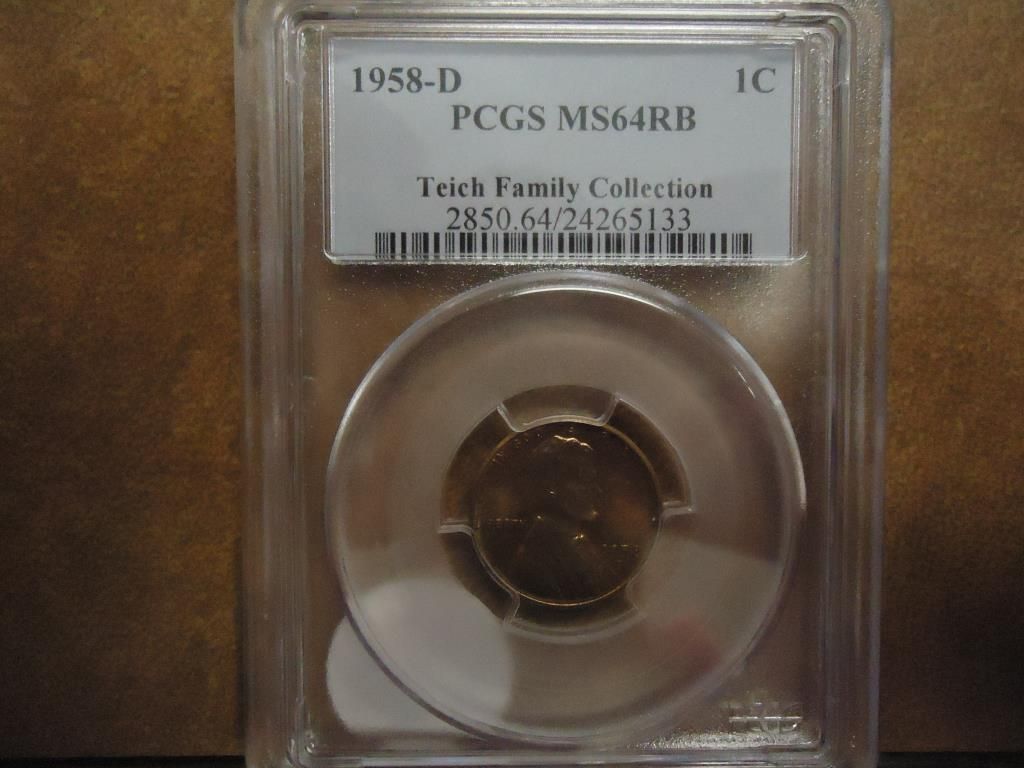 1958-D 1C
PCGS MS64RB
Teich Family Collection
2850.64/24265133